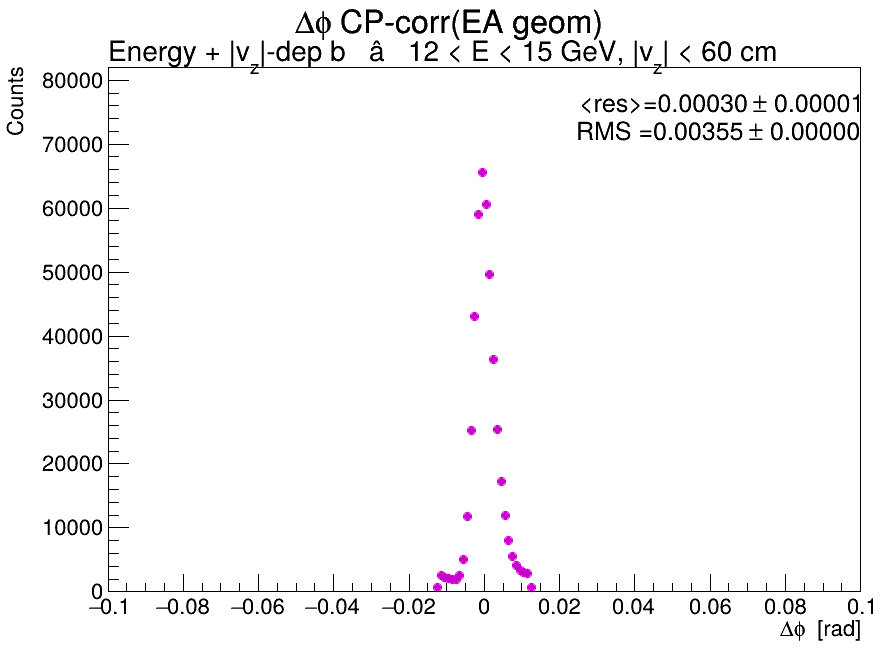 Δϕ CP-corr(EA geom)
Energy + |v_z|-dep b â 12 < E < 15 GeV, |v_z| < 60 cm
<res>=0.00030 ± 0.00001
RMS =0.00355 ± 0.00000
Counts
80000
70000
60000
50000
40000
30000
20000
10000
0
−0.1 −0.08 −0.06 −0.04 −0.02 0 0.02 0.04 0.06 0.08 0.1
Δϕ [rad]